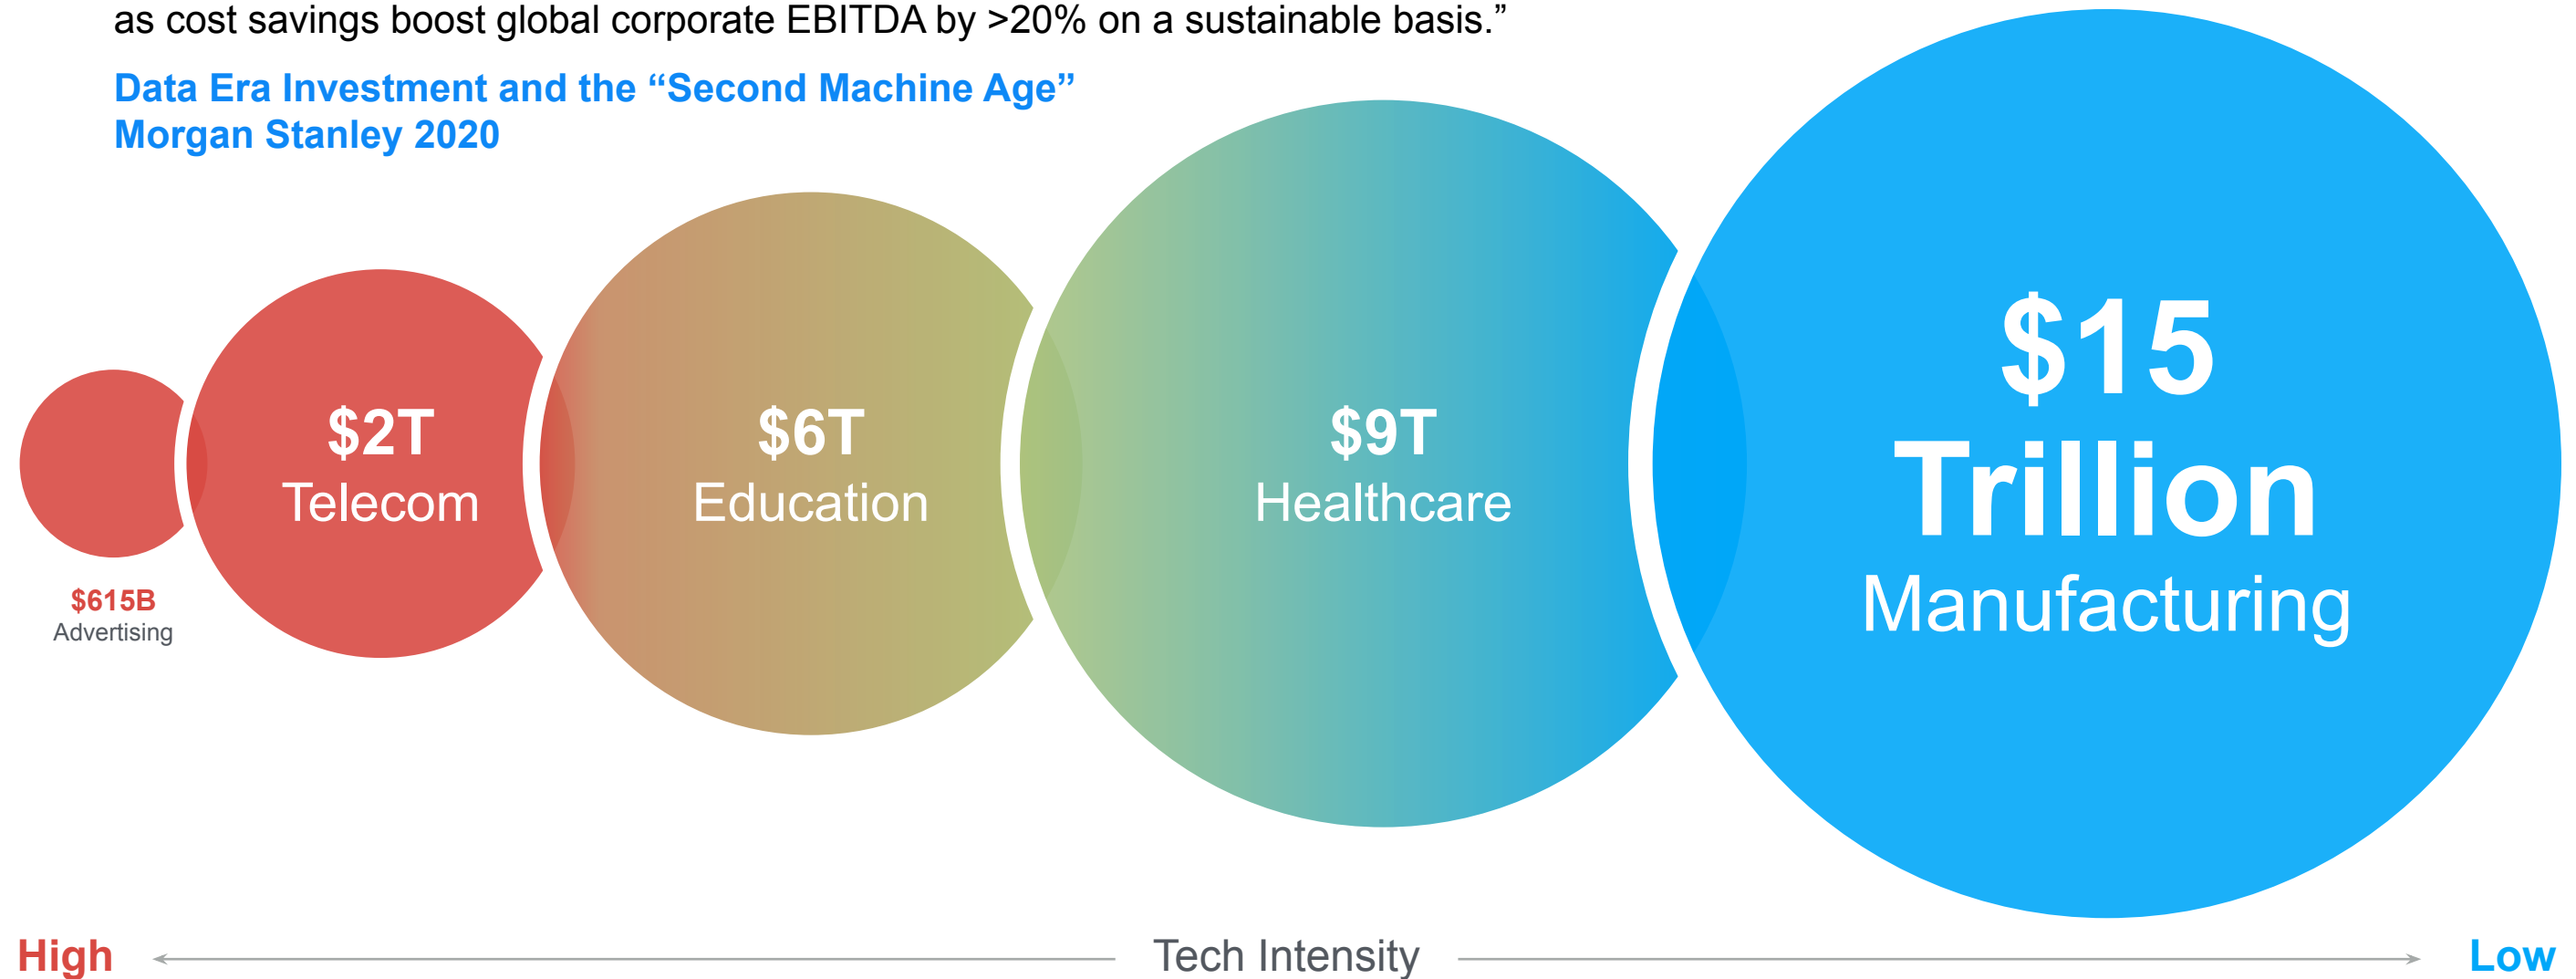 as cost savings boost global corporate EBITDA by >20% on a sustainable basis.”
Data Era Investment and the “Second Machine Age”
Morgan Stanley 2020
$615B
Advertising
$2T
Telecom
$6T
Education
$9T
Healthcare
$15
Trillion
Manufacturing
High
Tech Intensity
Low